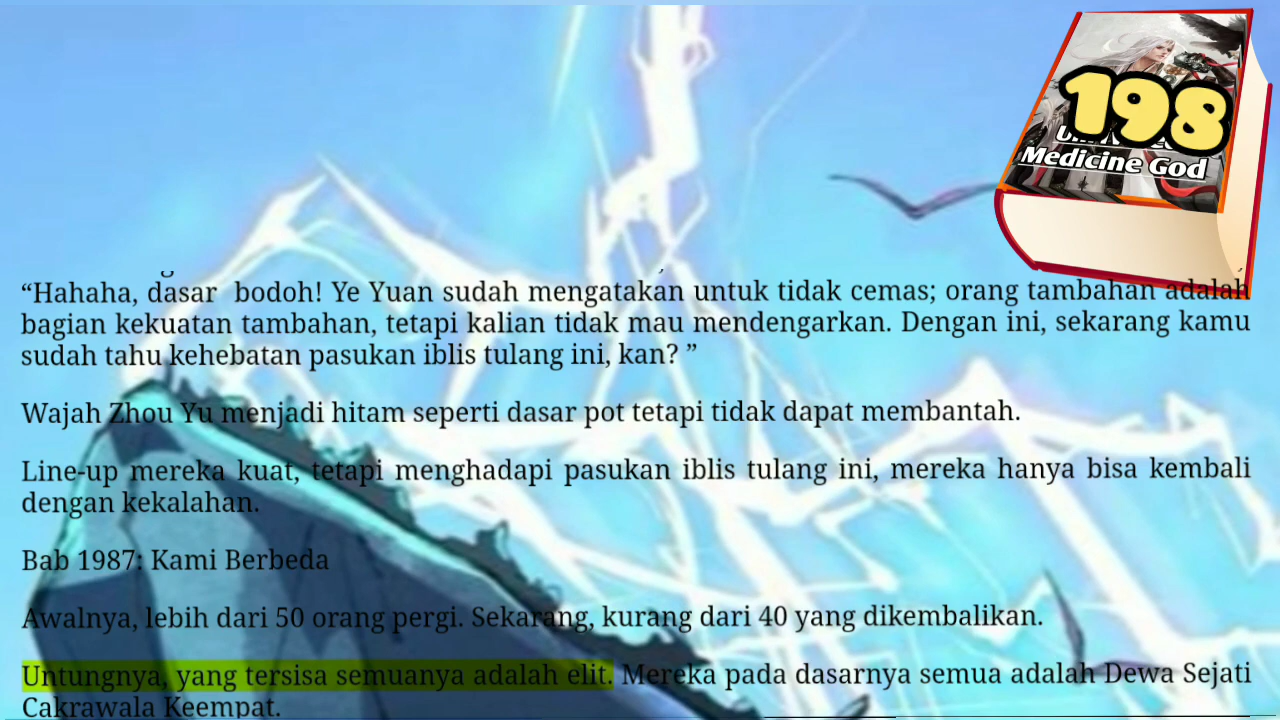 198
Medicine God
“Hahaha, dasar bodoh! Ye Yuan sudah mengatakan untuk tidak cemas; orang tambahan adalah
bagian kekuatan tambahan, tetapi kalian tidak mau mendengarkan. Dengan ini, sekarang kamu
sudah tahu kehebatan pasukan iblis tulang ini, kan? ”
Wajah Zhou Yu menjadi hitam seperti dasar pot tetapi tidak dapat membantah.
Line-up mereka kuat, tetapi menghadapi pasukan iblis tulang ini, mereka hanya bisa kembali
dengan kekalahan.
Bab 1987: Kami Berbeda
Awalnya, lebih dari 50 orang pergi. Sekarang, kurang dari 40 yang dikembalikan.
Untungnya, yang tersisa semuanya adalah elit. Mereka pada dasarnya semua adalah Dewa Sejati
Cakrawala Keempat.